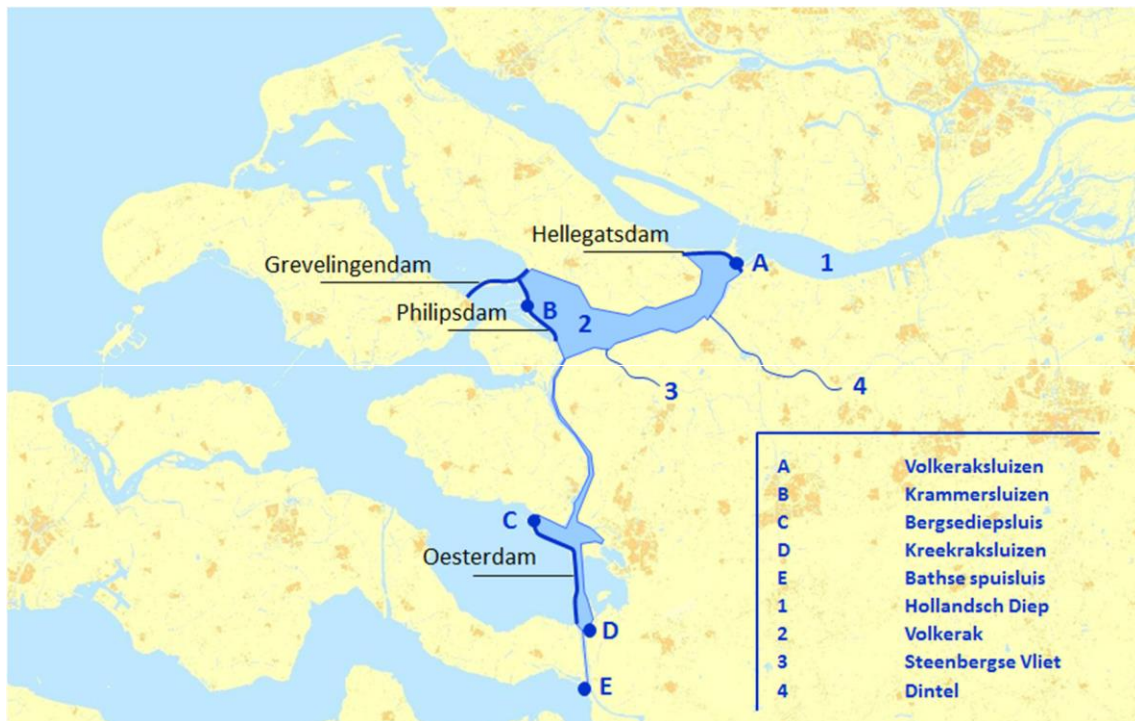 Hellegatsdam
A
1
Grevelingendam
Philipsdam
B
2
3
4
C
Oesterdam
D
E
A Volkeraksluizen
B Krammersluizen
C Bergsediepsluis
D Kreekraksluizen
E Bathse spuisluis
1 Hollandsch Diep
2 Volkerak
3 Steenbergse Vliet
4 Dintel